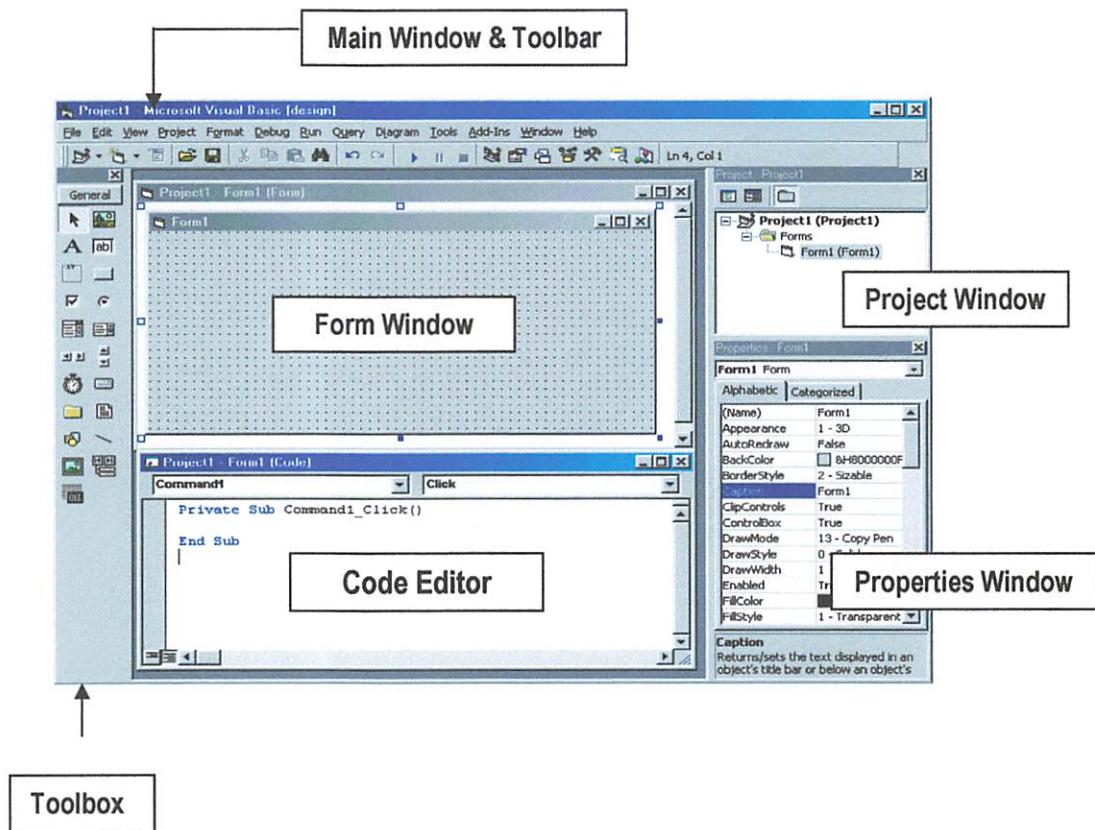 Main Window & Toolbar
Project1 - Microsoft Visual Basic [design]
File Edit View Project Format Debug Run Query Diagram Tools Add-Ins Window Help
Ln 4, Col 1
General
A ab|
Project1 - Form1 (Form)
Form1
Form Window
Project - Project1
Project1 (Project1)
Forms
Form1 (Form1)
Project Window
Properties - Form1
Form1 Form
Alphabetic Categorized
(Name) Form1
Appearance 1 - 3D
AutoRedraw False
BackColor &H8000000F
BorderStyle 2 - Sizable
Caption Form1
ClipControls True
ControlBox True
DrawMode 13 - Copy Pen
DrawStyle 0
DrawWidth 1
Enabled
FillColor
FillStyle 1 - Transparent
Properties Window
Caption
Returns/sets the text displayed in an
object's title bar or below an object's
Project1 - Form1 (Code)
Command1 Click
Private Sub Command1_Click()
End Sub
Code Editor
Toolbox